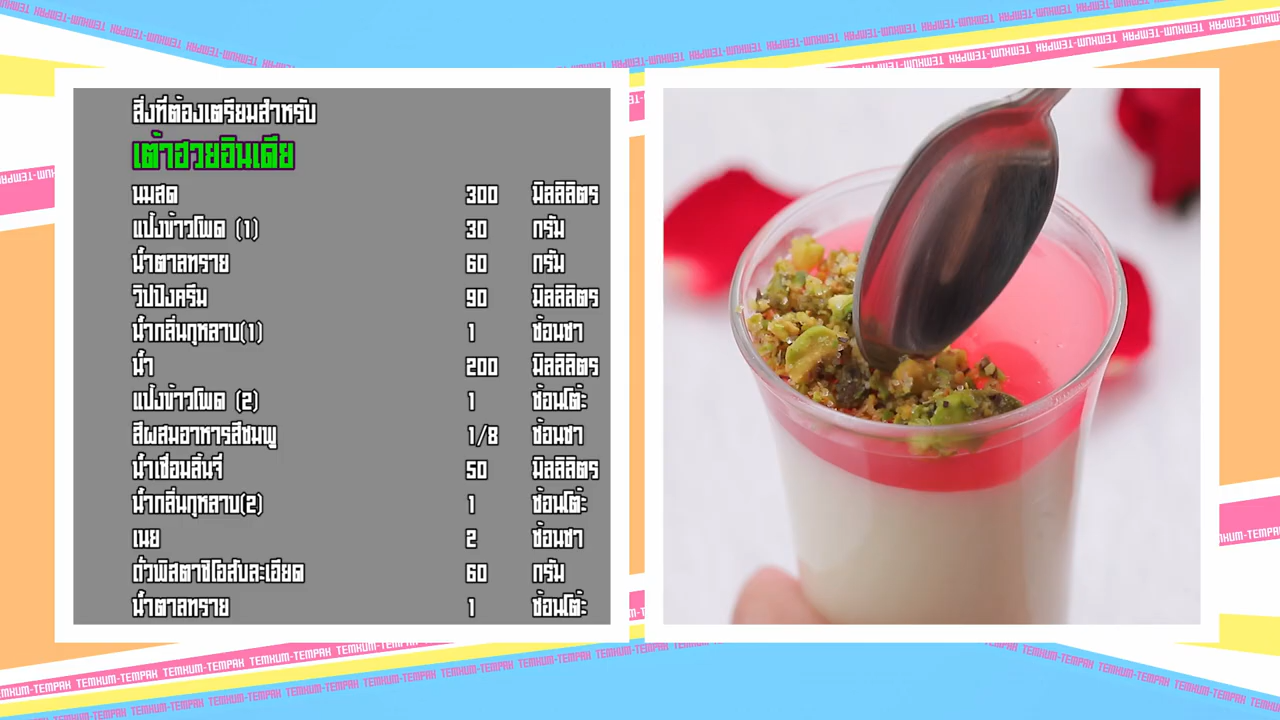 สิ่งที่ต้องเตรียมสำหรับ
เต้าฮวยอินเดีย
นมสด 300 มิลลิลิตร
แป้งข้าวโพด (1) 30 กรัม
น้ำตาลทราย 60 กรัม
วิปปิงครีม 90 มิลลิลิตร
น้ำกลิ่นกุหลาบ(1) 1 ช้อนชา
น้ำ 200 มิลลิลิตร
แป้งข้าวโพด (2) 1 ช้อนโต๊ะ
สีผสมอาหารสีชมพู 1/8 ช้อนชา
น้ำเชื่อมลิ้นจี่ 50 มิลลิลิตร
น้ำกลิ่นกุหลาบ(2) 1 ช้อนโต๊ะ
เนย 2 ช้อนชา
ถั่วพิสตาชิโอสับละเอียด 60 กรัม
น้ำตาลทราย 1 ช้อนโต๊ะ
TEMKUM-TEMPAK TEMKUM-TEMPAK TEMKUM-TEMPAK TEMKUM-TEMPAK